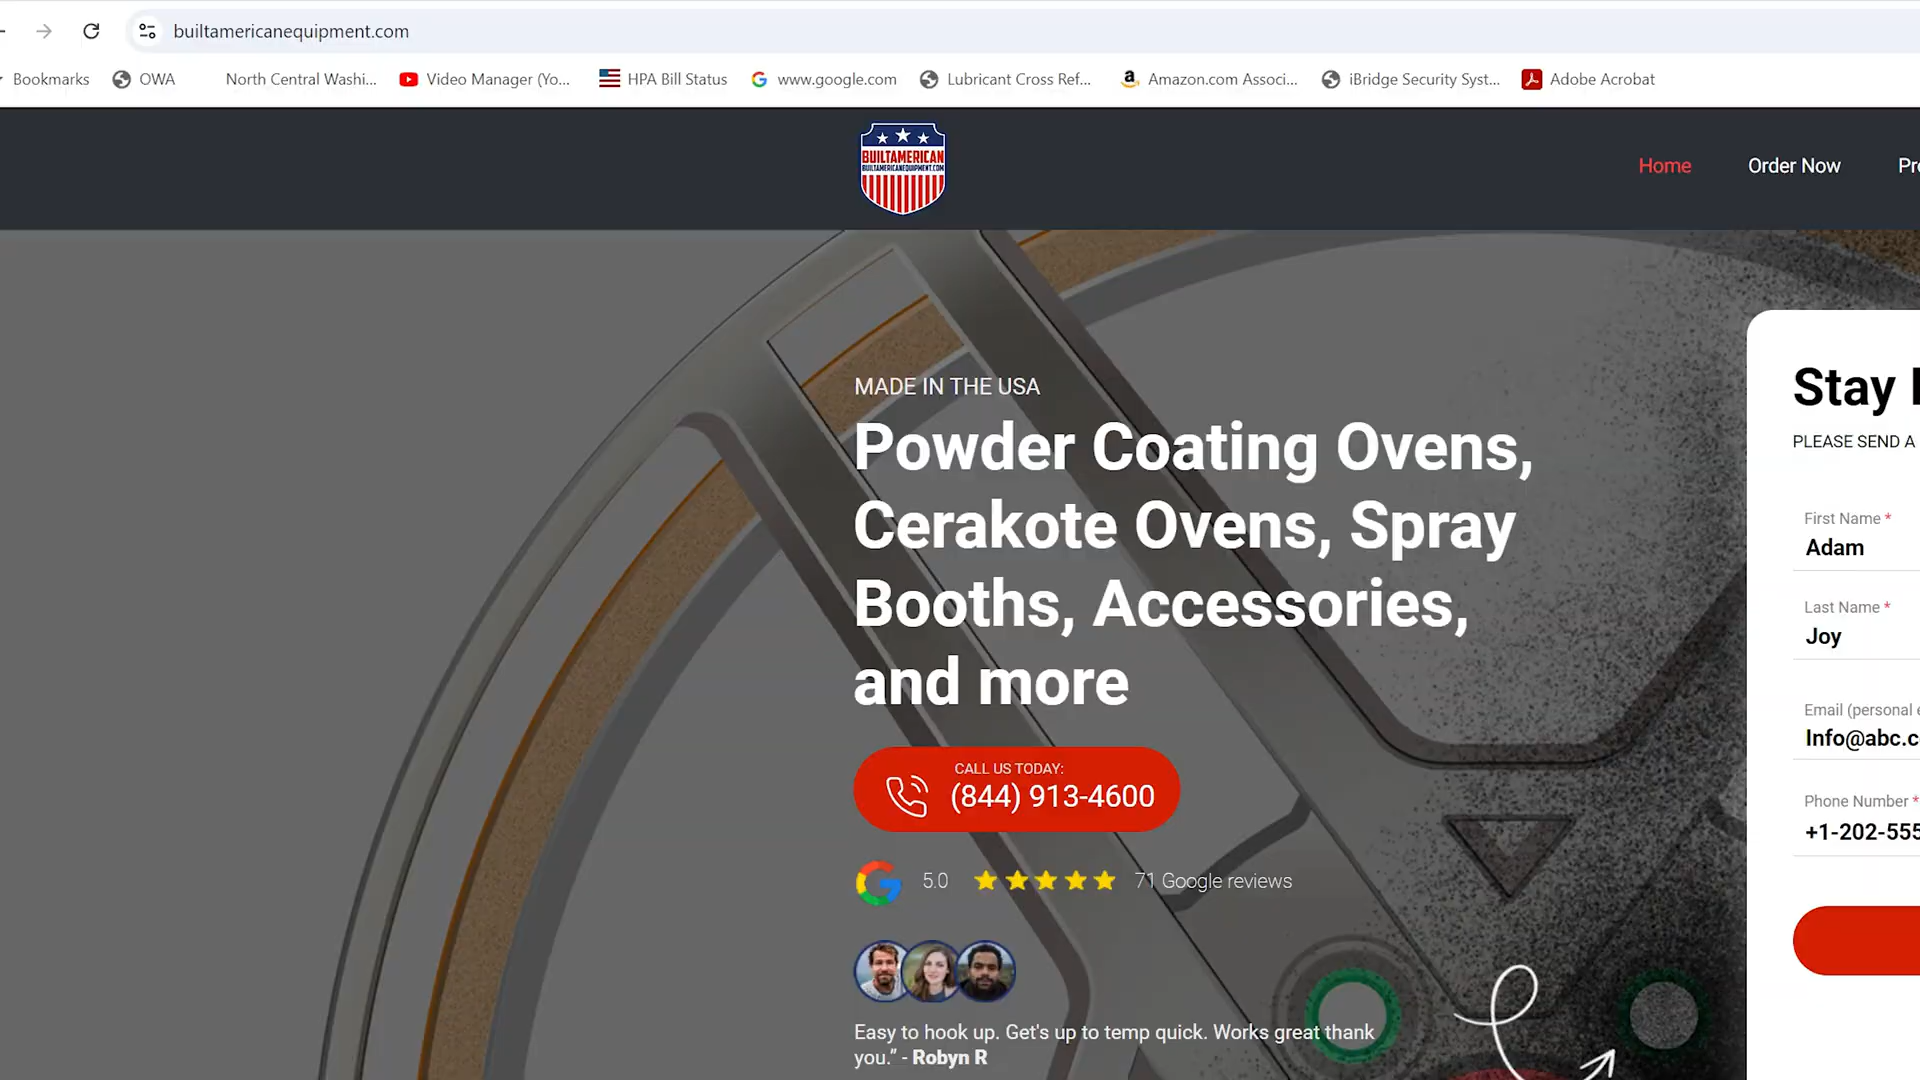 builtamericanequipment.com
Bookmarks OWA North Central Washi... Video Manager (Yo... HPA Bill Status www.google.com Lubricant Cross Ref... Amazon.com Associ... iBridge Security Syst... Adobe Acrobat
BUILTAMERICAN
BUILTAMERICANEQUIPMENT.COM
Home Order Now Pr
MADE IN THE USA
Powder Coating Ovens,
Cerakote Ovens, Spray
Booths, Accessories,
and more
CALL US TODAY:
(844) 913-4600
5.0 71 Google reviews
Easy to hook up. Get's up to temp quick. Works great thank
you.” - Robyn R
Stay
PLEASE SEND A
First Name *
Adam
Last Name *
Joy
Email (personal e
Info@abc.c
Phone Number *
+1-202-555